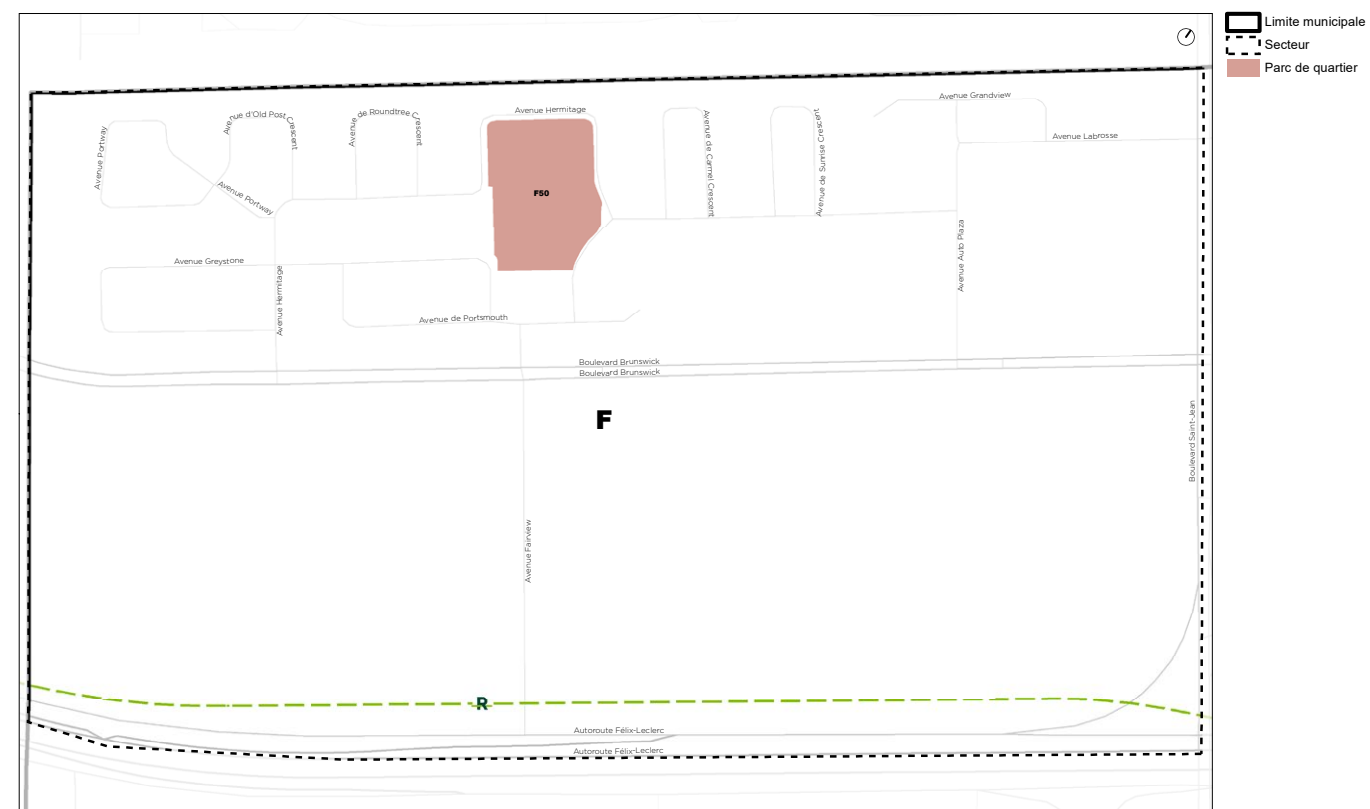 Limite municipale
Secteur
Parc de quartier
Avenue Grandview
Avenue Hermitage
Avenue d'Old Post Crescent
Avenue de Roundtree Crescent
Avenue de Carmel Crescent
Avenue de Sunrise Crescent
Avenue Labrosse
Avenue Portway
Avenue Portway
F50
Avenue Auto Plaza
Avenue Greystone
Avenue Hermitage
Avenue de Portsmouth
Boulevard Brunswick
Boulevard Brunswick
F
Boulevard Saint-Jean
Avenue Fairview
R
Autoroute Félix-Leclerc
Autoroute Félix-Leclerc